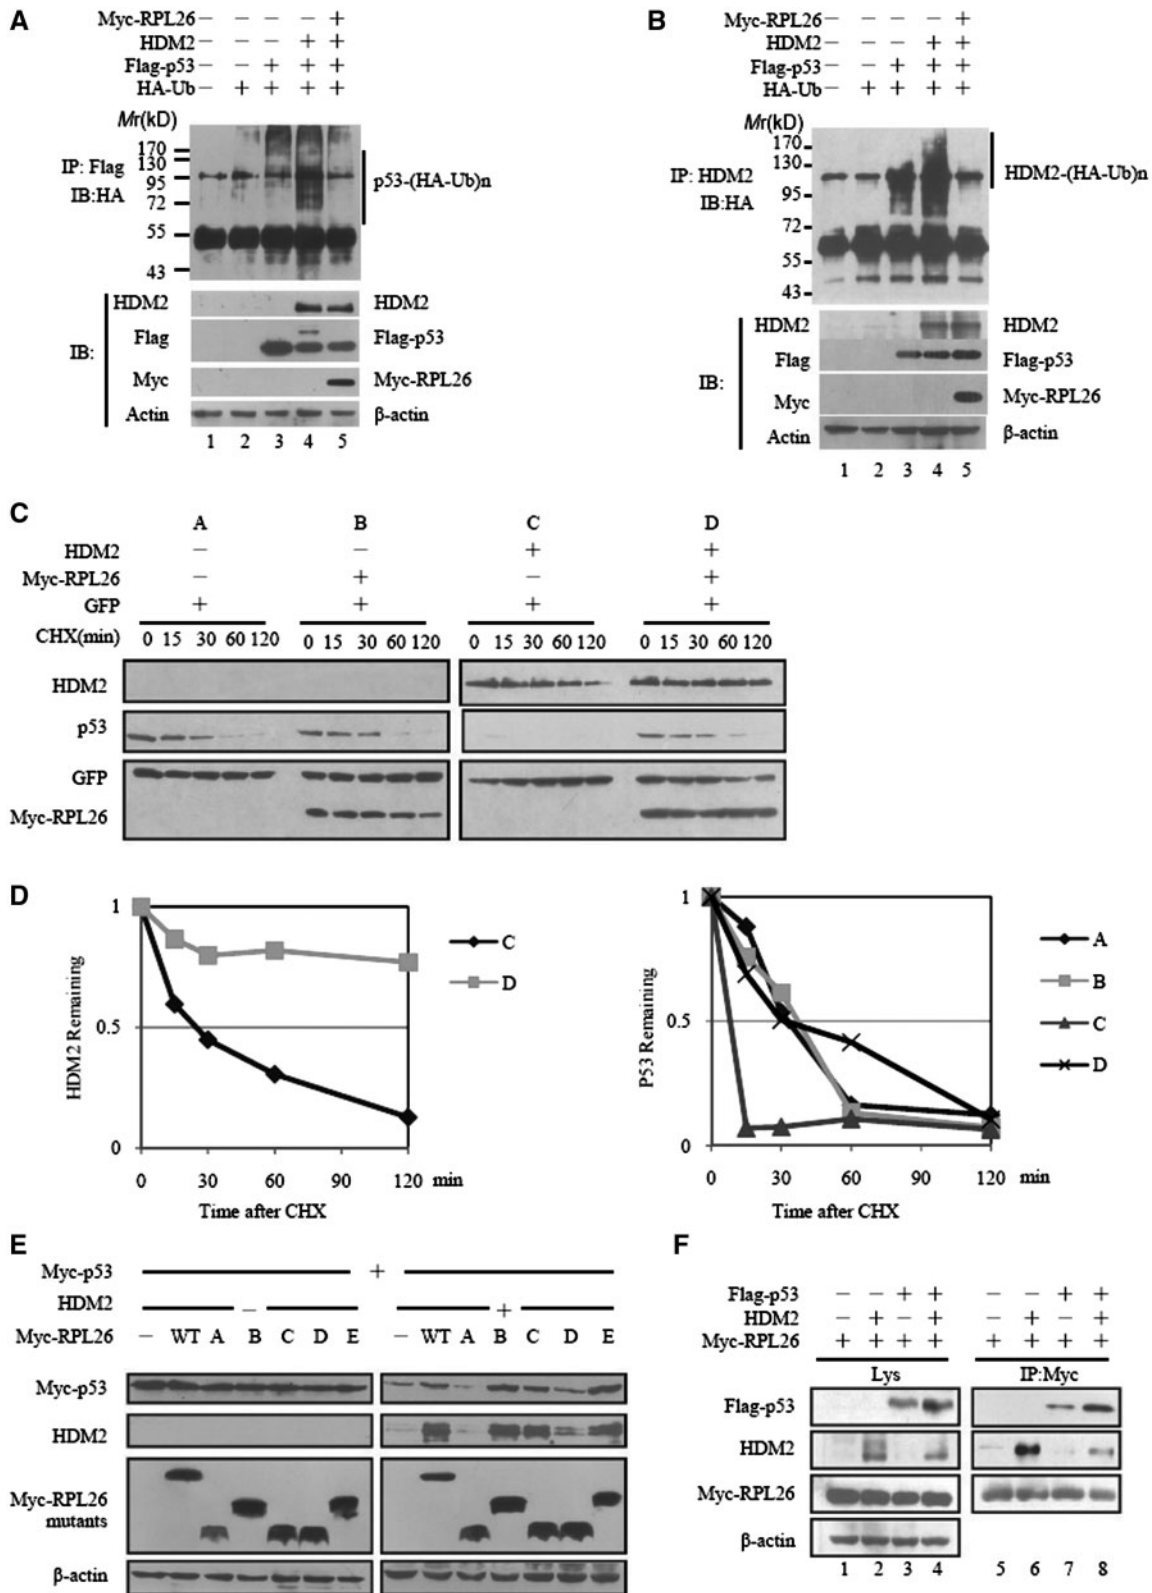 A
Myc-RPL26 – – – – +
HDM2 – – – + +
Flag-p53 – – + + +
HA-Ub – + + + +
Mr(kD)
170
130
95
72
55
43
IP: Flag
IB:HA
p53-(HA-Ub)n
IB:
HDM2 HDM2
Flag Flag-p53
Myc Myc-RPL26
Actin β-actin
1 2 3 4 5
B
Myc-RPL26 – – – – +
HDM2 – – – + +
Flag-p53 – – + + +
HA-Ub – + + + +
Mr(kD)
170
130
95
72
55
43
IP: HDM2
IB:HA
HDM2-(HA-Ub)n
IB:
HDM2 HDM2
Flag Flag-p53
Myc Myc-RPL26
Actin β-actin
1 2 3 4 5
C
A B C D
HDM2 – – + +
Myc-RPL26 – + – +
GFP + + + +
CHX(min) 0 15 30 60 120 0 15 30 60 120 0 15 30 60 120 0 15 30 60 120
HDM2
p53
GFP
Myc-RPL26
D
HDM2 Remaining
1
0.5
0
0 30 60 90 120 min
Time after CHX
C
D
P53 Remaining
1
0.5
0
0 30 60 90 120 min
Time after CHX
A
B
C
D
E
Myc-p53 +
HDM2 – +
Myc-RPL26 – WT A B C D E – WT A B C D E
Myc-p53
HDM2
Myc-RPL26
mutants
β-actin
F
Flag-p53 – – + + – – + +
HDM2 – + – + – + – +
Myc-RPL26 + + + + + + + +
Lys IP:Myc
Flag-p53
HDM2
Myc-RPL26
β-actin
1 2 3 4 5 6 7 8